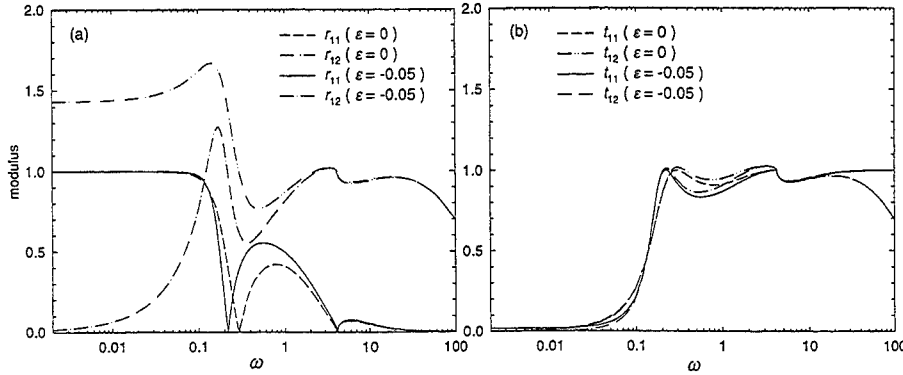 (a)
r11 ( ε= 0 )
r12 ( ε= 0 )
r11 ( ε= -0.05 )
r12 ( ε= -0.05 )
2.0
1.5
1.0
0.5
0.0
modulus
0.01
0.1
1
10
100
ω
(b)
t11 ( ε= 0 )
t12 ( ε= 0 )
t11 ( ε= -0.05 )
t12 ( ε= -0.05 )
2.0
1.5
1.0
0.5
0.0
0.01
0.1
1
10
100
ω